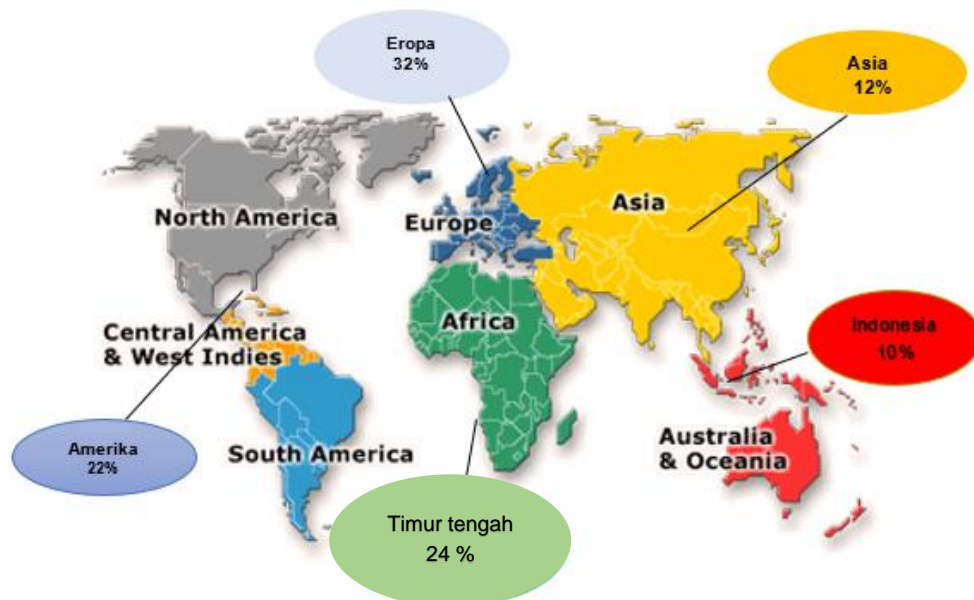 Eropa
32%
Asia
12%
North America
Europe
Asia
Africa
Indonesia
10%
Central America
& West Indies
Amerika
22%
South America
Australia
& Oceania
Timur tengah
24 %